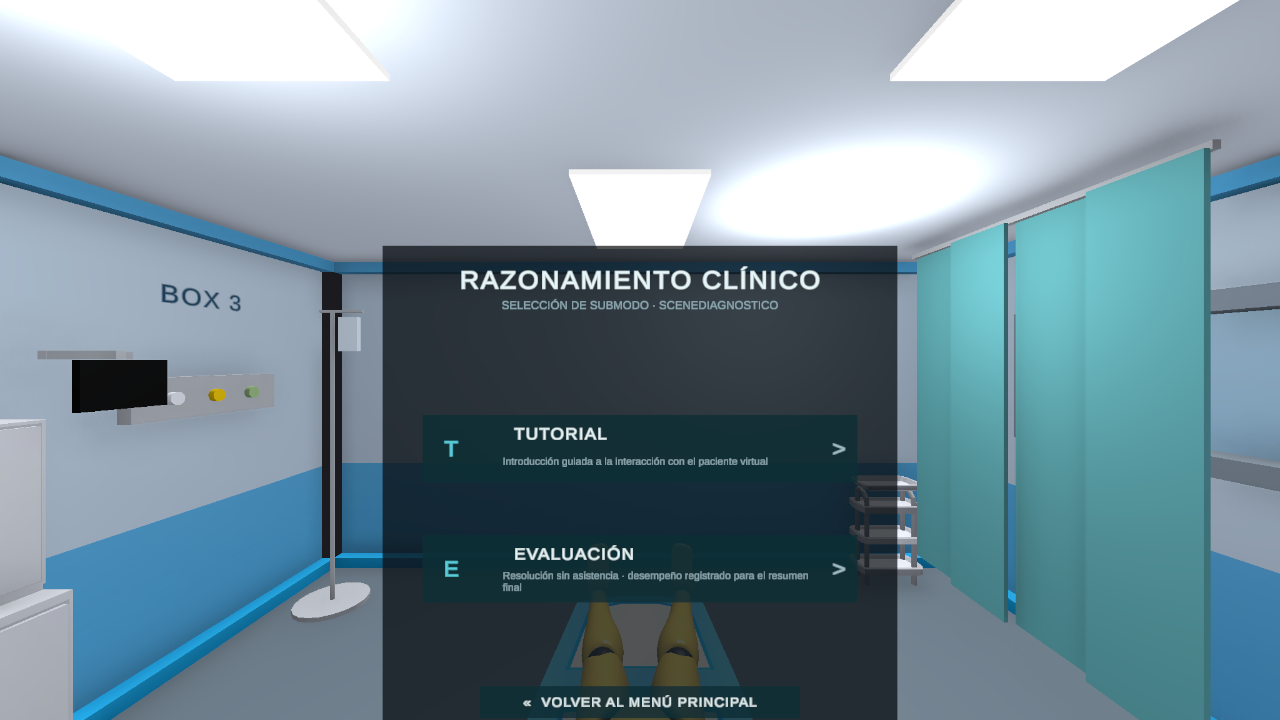 BOX 3
RAZONAMIENTO CLÍNICO
SELECCIÓN DE SUBMODO · SCENEDIAGNOSTICO
T
TUTORIAL
Introducción guiada a la interacción con el paciente virtual
>
E
EVALUACIÓN
Resolución sin asistencia · desempeño registrado para el resumen
final
>
« VOLVER AL MENÚ PRINCIPAL